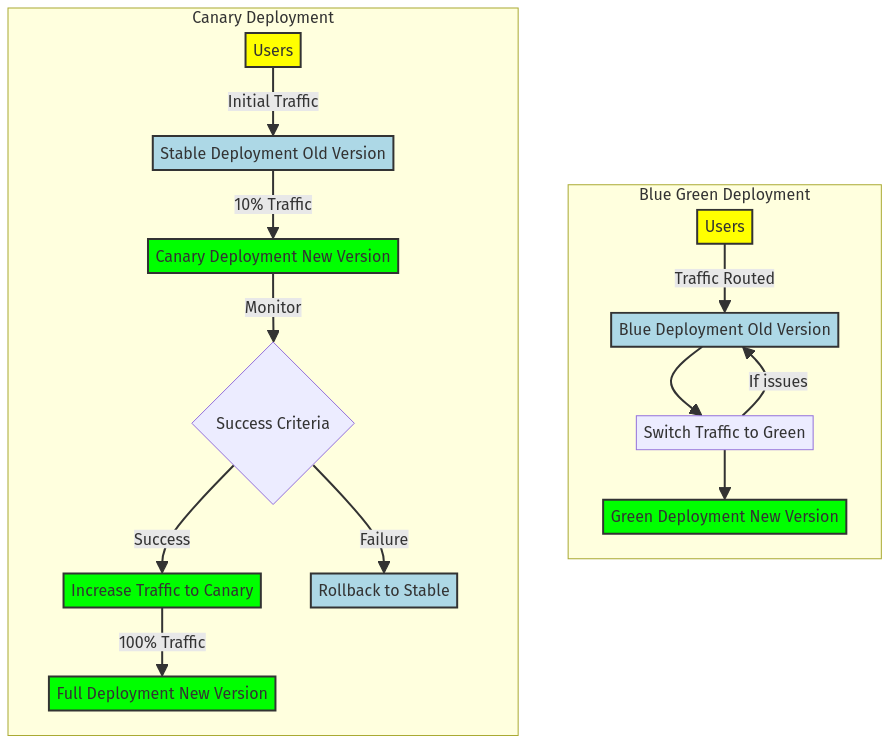 Canary Deployment
Users
Initial Traffic
Stable Deployment Old Version
10% Traffic
Canary Deployment New Version
Monitor
Success Criteria
Success
Failure
Increase Traffic to Canary
Rollback to Stable
100% Traffic
Full Deployment New Version
Blue Green Deployment
Users
Traffic Routed
Blue Deployment Old Version
If issues
Switch Traffic to Green
Green Deployment New Version